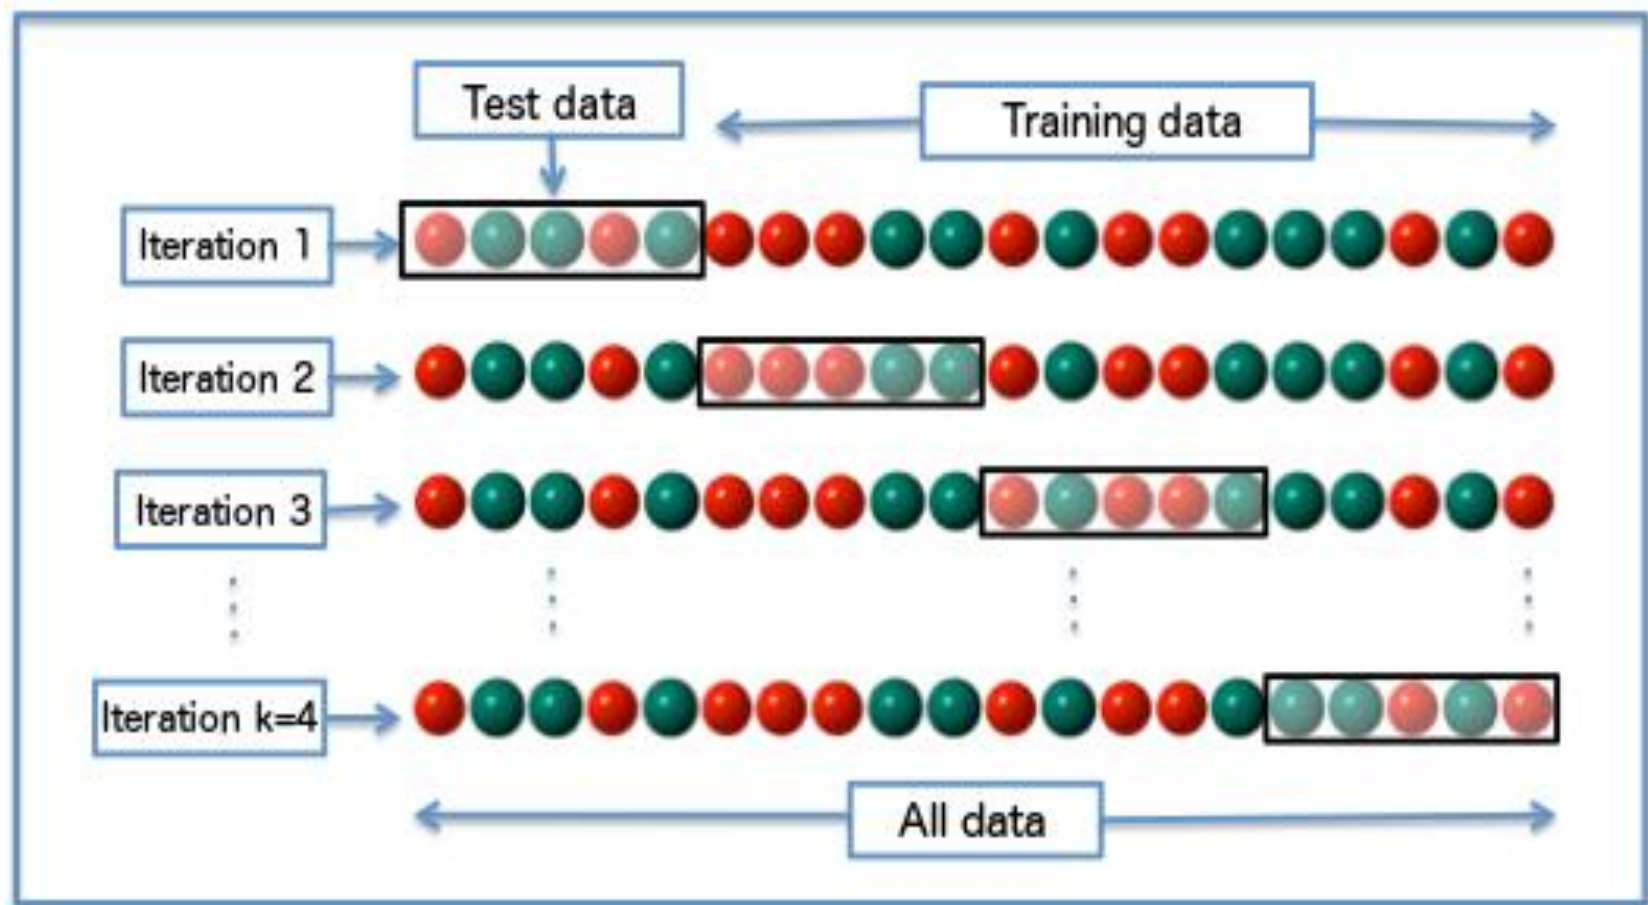 Test data
Training data
Iteration 1
Iteration 2
Iteration 3
Iteration k=4
All data